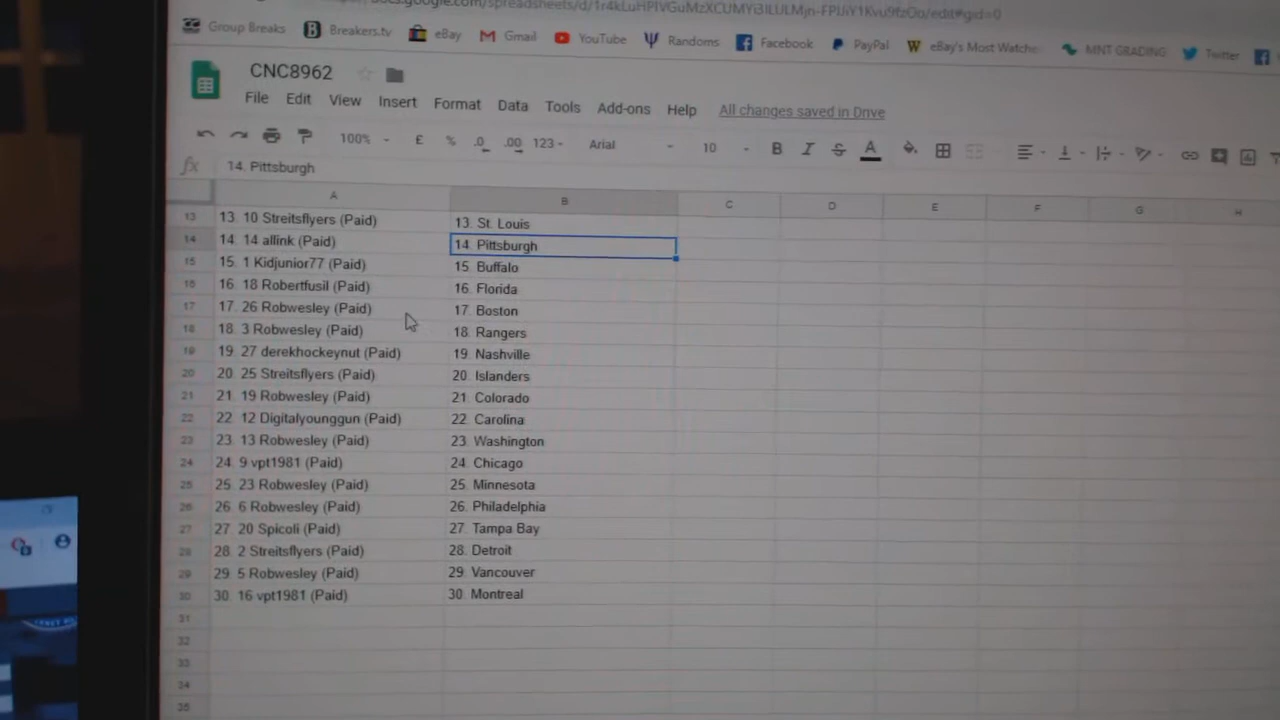 docs.google.com/spreadsheets/d/
Group Breaks Breakers.tv eBay Gmail YouTube Randoms Facebook PayPal eBay's Most Watche MNT GRADING Twitter
CNC8962
File Edit View Insert Format Data Tools Add-ons Help All changes saved in Drive
100% £ % .0 .00 123 Arial 10 B I S A
fx 14. Pittsburgh
A B C D E F G H
13 13. 10 Streitsflyers (Paid) 13. St. Louis
14 14. 14 allink (Paid) 14. Pittsburgh
15 15. 1 Kidjunior77 (Paid) 15. Buffalo
16 16. 18 Robertfusil (Paid) 16. Florida
17 17. 26 Robwesley (Paid) 17. Boston
18 18. 3 Robwesley (Paid) 18. Rangers
19 19. 27 derekhockeynut (Paid) 19. Nashville
20 20. 25 Streitsflyers (Paid) 20. Islanders
21 21. 19 Robwesley (Paid) 21. Colorado
22 22. 12 Digitalyounggun (Paid) 22. Carolina
23 23. 13 Robwesley (Paid) 23. Washington
24 24. 9 vpt1981 (Paid) 24. Chicago
25 25. 23 Robwesley (Paid) 25. Minnesota
26 26. 6 Robwesley (Paid) 26. Philadelphia
27 27. 20 Spicoli (Paid) 27. Tampa Bay
28 28. 2 Streitsflyers (Paid) 28. Detroit
29 29. 5 Robwesley (Paid) 29. Vancouver
30 30. 16 vpt1981 (Paid) 30. Montreal
31
32
33
34
35